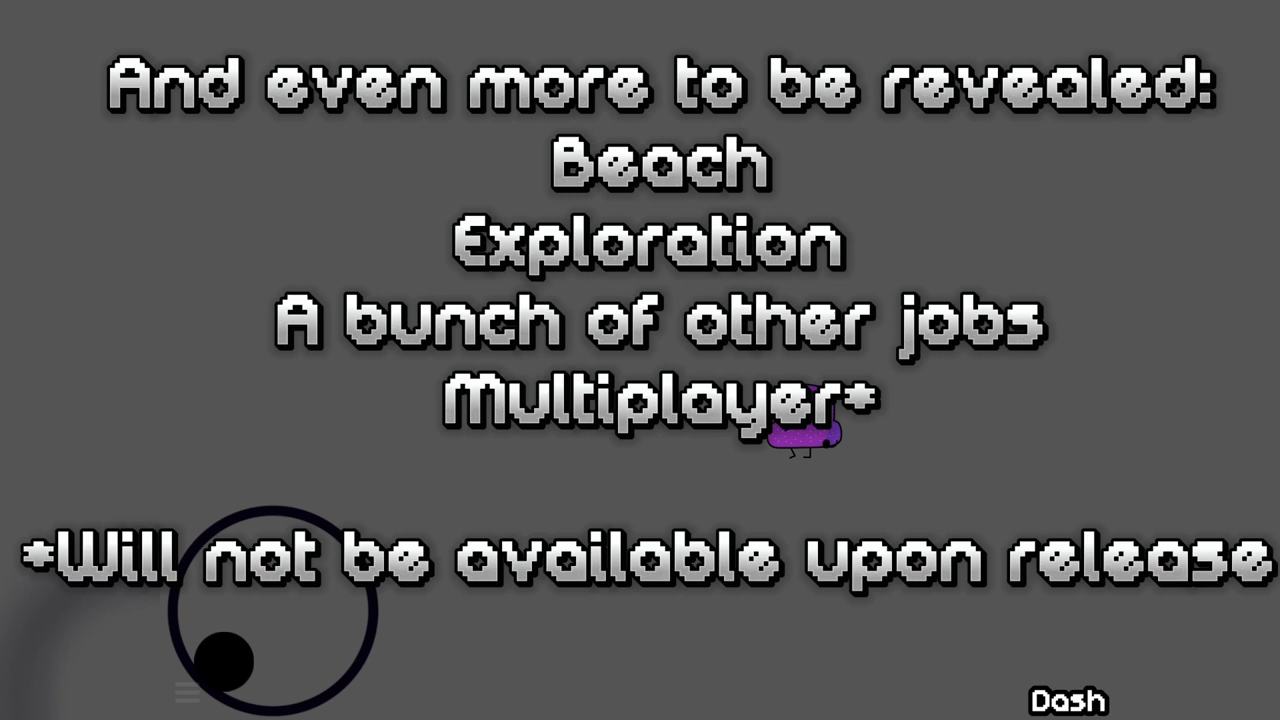 And even more to be revealed:
Beach
Exploration
A bunch of other jobs
Multiplayer*
*Will not be available upon release
Dash